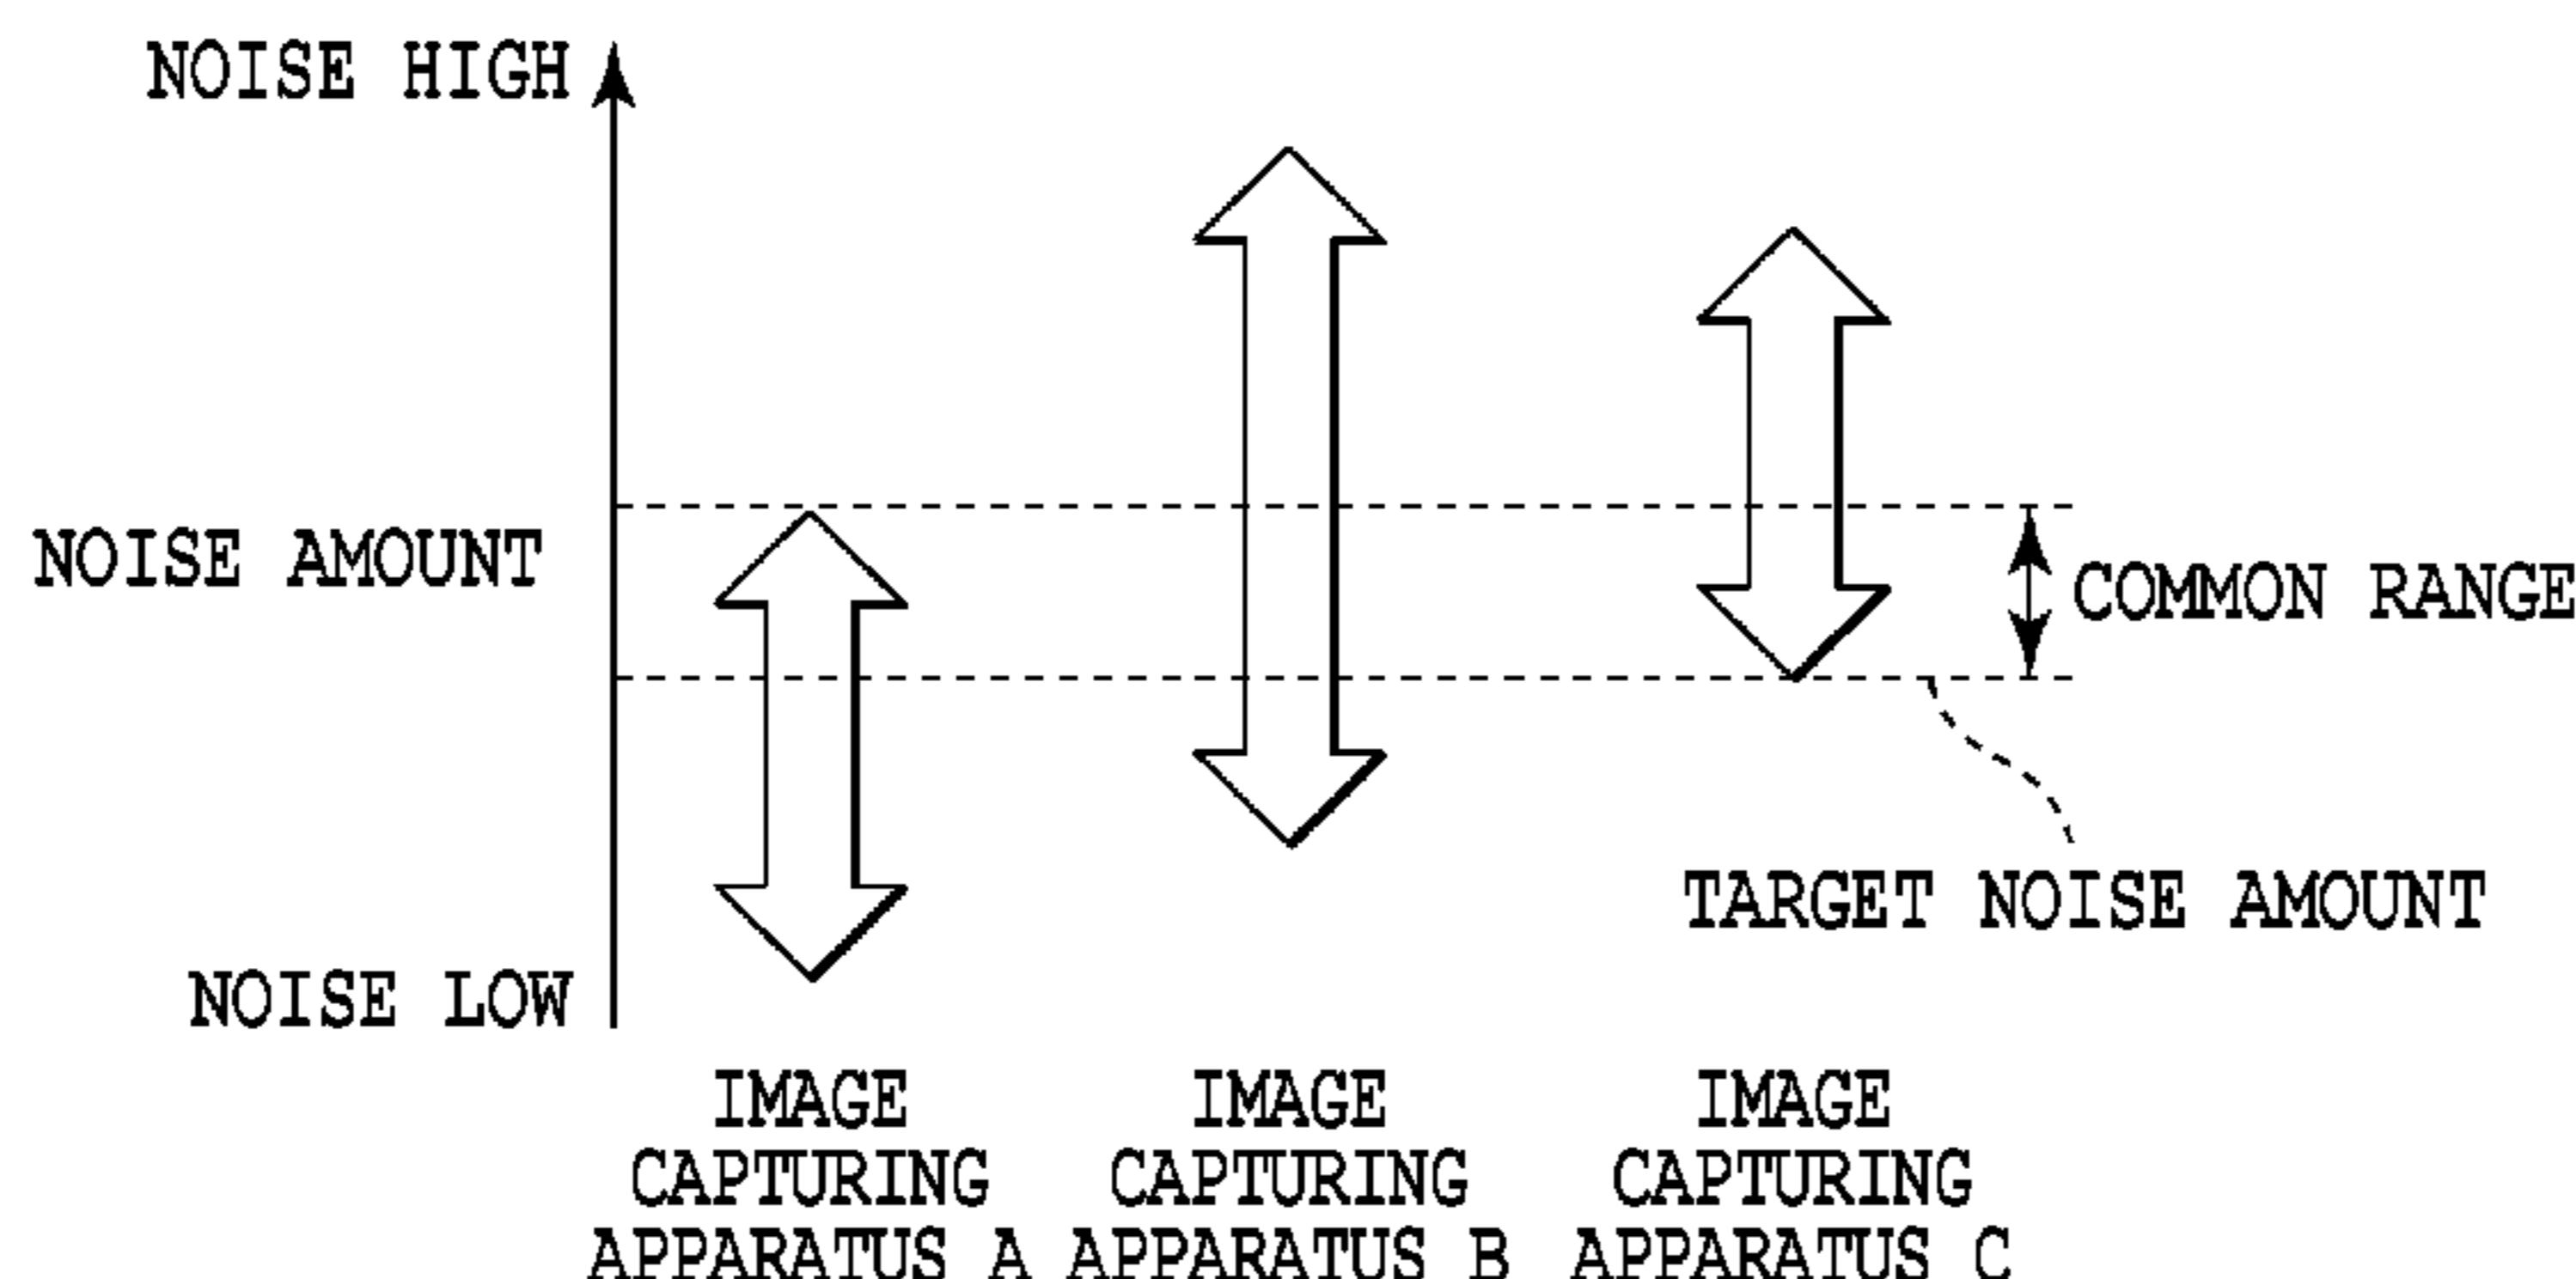 NOISE HIGH
NOISE AMOUNT
COMMON RANGE
TARGET NOISE AMOUNT
NOISE LOW
IMAGE
CAPTURING
APPARATUS A
IMAGE
CAPTURING
APPARATUS B
IMAGE
CAPTURING
APPARATUS C